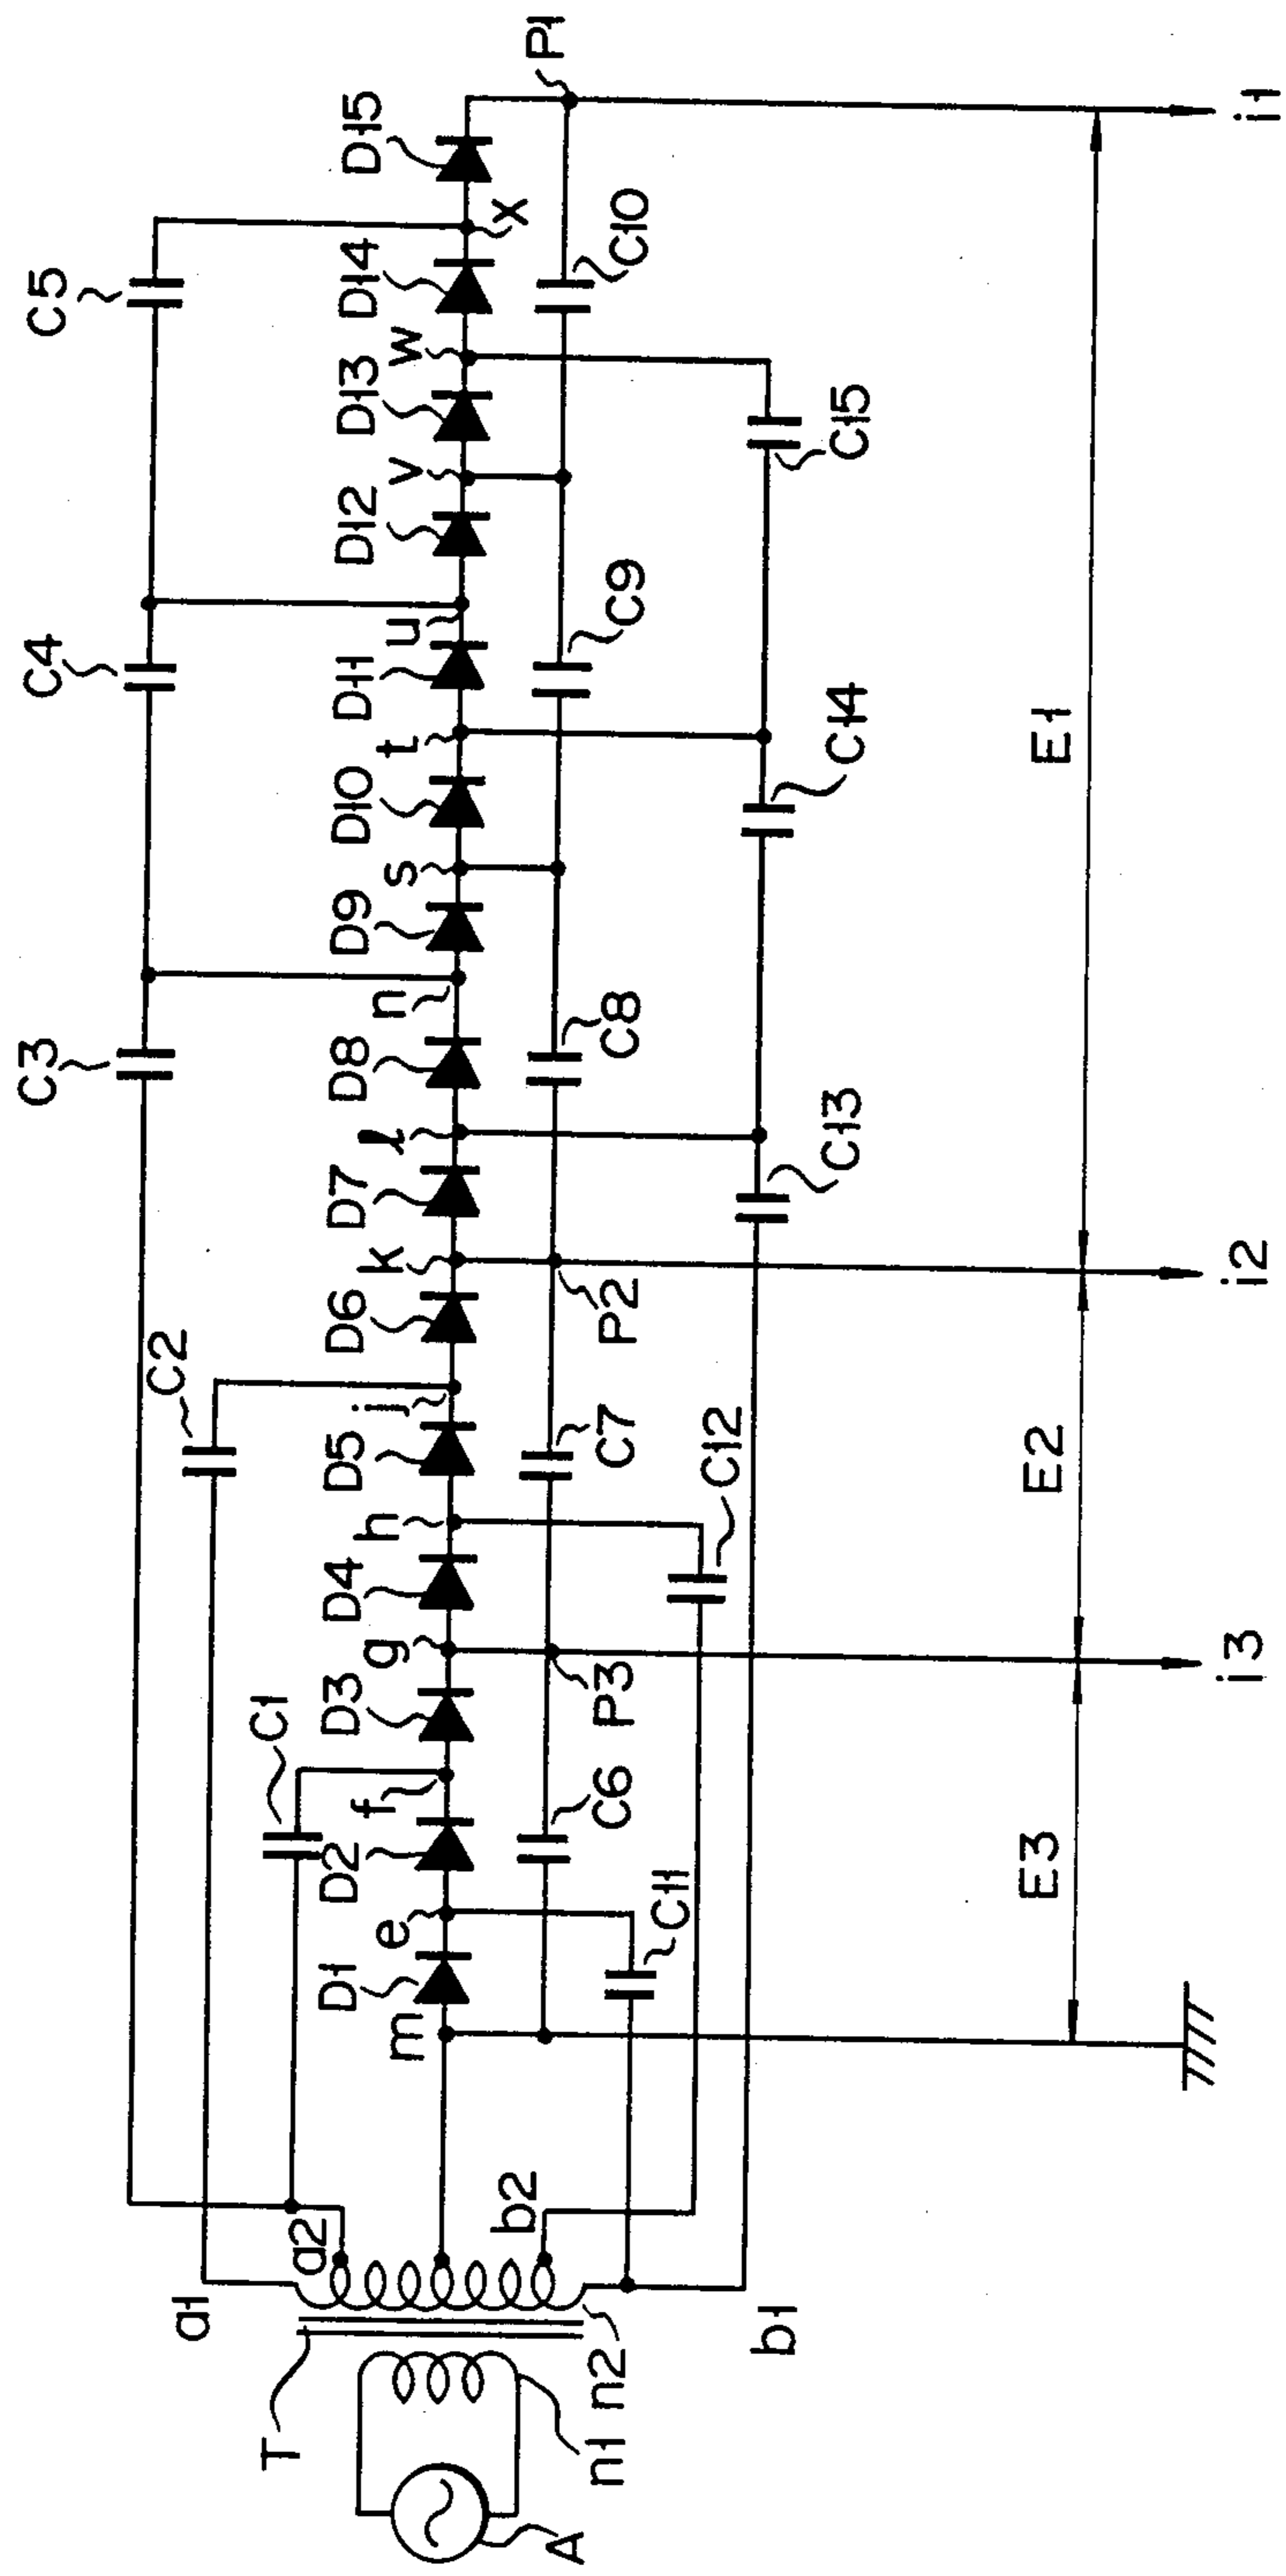 C5
C4
C3
C2
C1
D15
P1
X
D14
w
D13
v
D12
u
D11
t
D10
s
D9
n
D8
ℓ
D7
k
D6
j
D5
h
D4
g
D3
f
D2
e
D1
m
C10
C9
C8
C7
C6
P2
P3
C15
C14
C13
C12
C11
a1
a2
b2
b1
T
n1
n2
A
E1
E2
E3
i1
i2
i3